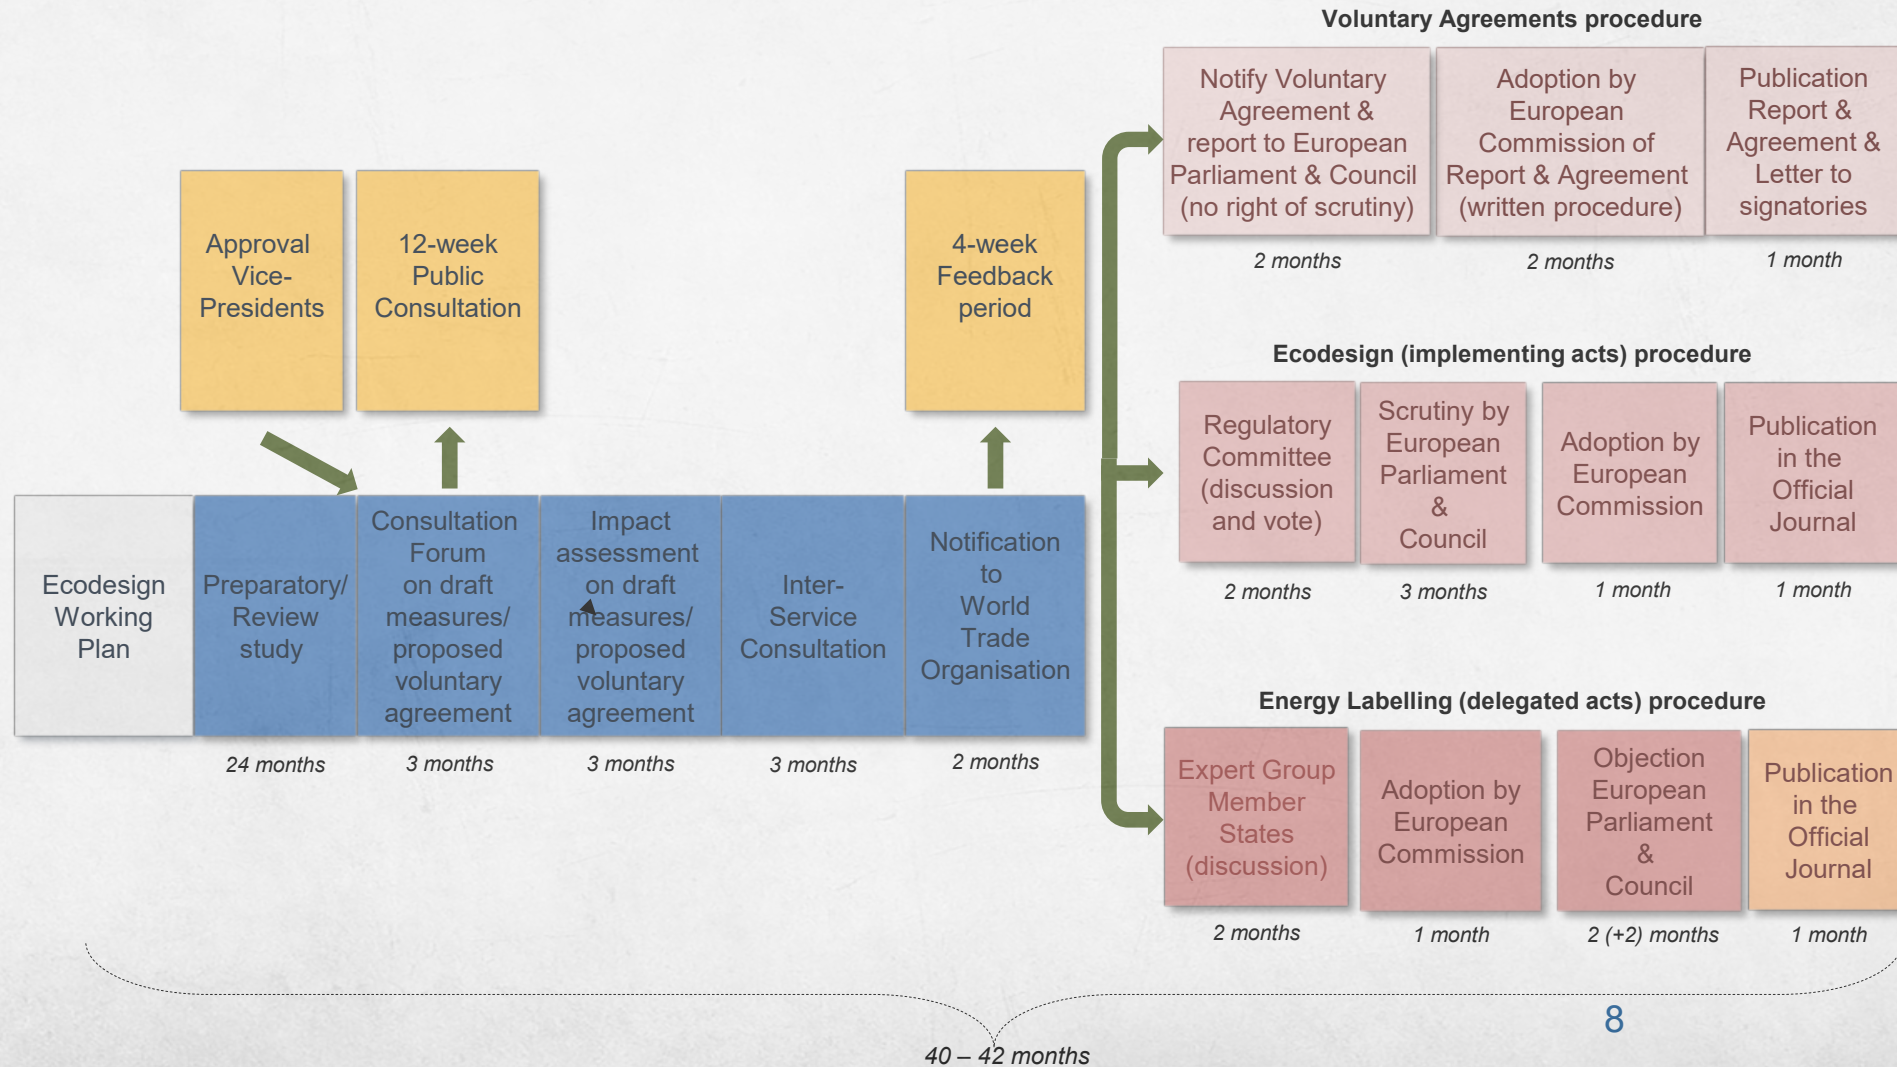 Voluntary Agreements procedure
Notify Voluntary
Agreement &
report to European
Parliament & Council
(no right of scrutiny)
2 months
Adoption by
European
Commission of
Report & Agreement
(written procedure)
2 months
Publication
Report &
Agreement &
Letter to
signatories
1 month
Approval
Vice-
Presidents
12-week
Public
Consultation
4-week
Feedback
period
Ecodesign (implementing acts) procedure
Regulatory
Committee
(discussion
and vote)
2 months
Scrutiny by
European
Parliament
&
Council
3 months
Adoption by
European
Commission
1 month
Publication
in the
Official
Journal
1 month
Ecodesign
Working
Plan
Preparatory/
Review
study
24 months
Consultation
Forum
on draft
measures/
proposed
voluntary
agreement
3 months
Impact
assessment
on draft
measures/
proposed
voluntary
agreement
3 months
Inter-
Service
Consultation
3 months
Notification
to
World
Trade
Organisation
2 months
Energy Labelling (delegated acts) procedure
Expert Group
Member
States
(discussion)
2 months
Adoption by
European
Commission
1 month
Objection
European
Parliament
&
Council
2 (+2) months
Publication
in the
Official
Journal
1 month
8
40 – 42 months